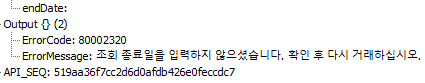 endDate:
Output {} (2)
ErrorCode: 80002320
ErrorMessage: 조회 종료일을 입력하지 않으셨습니다. 확인 후 다시 거래하십시오.
API_SEQ: 519aa36f7cc2d6d0afdb426e0feccdc7